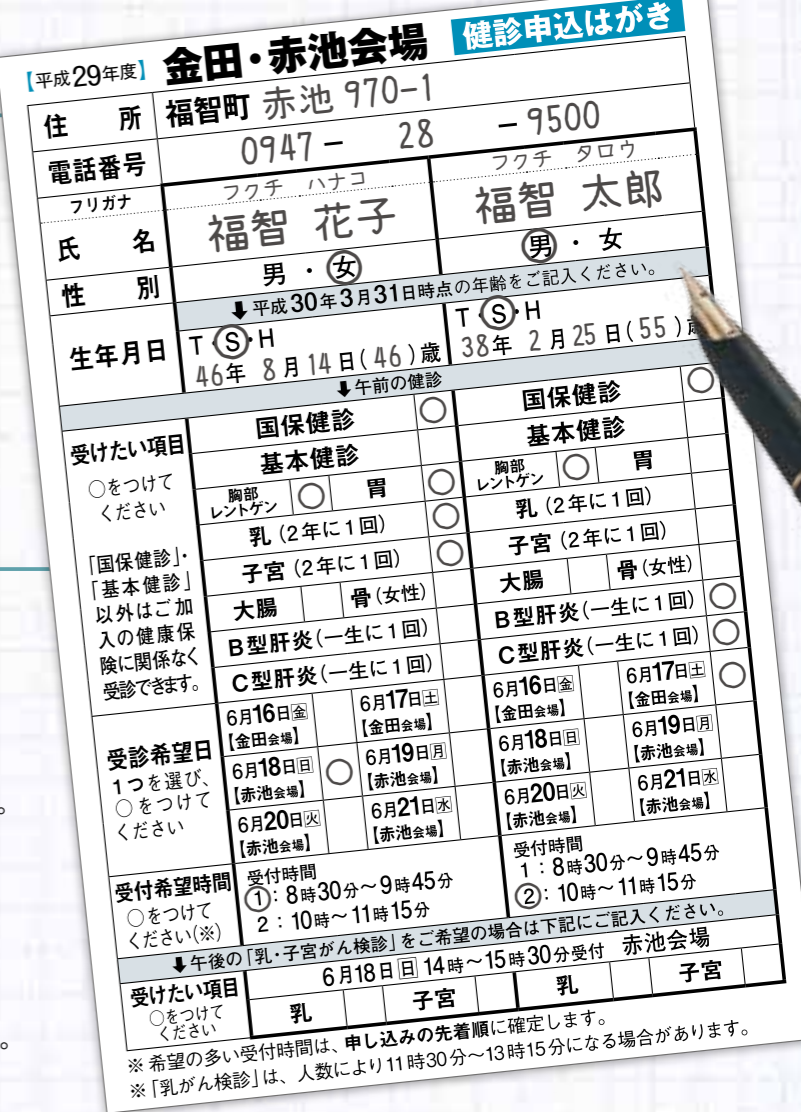 【平成29年度】 金田・赤池会場 健診申込はがき
住 所 福智町 赤池 970-1
電話番号 0947 - 28 - 9500
フリガナ フクチ ハナコ フクチ タロウ
氏 名 福智 花子 福智 太郎
性 別 男 ・ 女 男 ・ 女
⬇平成30年3月31日時点の年齢をご記入ください。
生年月日 T・S・H T・S・H
46年 8月14日(46)歳 38年 2月25日(55)歳
⬇午前の健診
受けたい項目
○をつけて
ください
「国保健診」・
「基本健診」
以外はご加
入の健康保
険に関係なく
受診できます。
国保健診 ○ 国保健診 ○
基本健診 基本健診
胸部レントゲン ○ 胃 ○ 胸部レントゲン ○ 胃
乳(2年に1回) ○ 乳(2年に1回)
子宮(2年に1回) ○ 子宮(2年に1回)
大腸 骨(女性) 大腸 骨(女性)
B型肝炎(一生に1回) B型肝炎(一生に1回) ○
C型肝炎(一生に1回) C型肝炎(一生に1回) ○
受診希望日
1つを選び、
○をつけて
ください
6月16日金 6月17日土 6月16日金 6月17日土 ○
【金田会場】 【金田会場】 【金田会場】 【金田会場】
6月18日日 ○ 6月19日月 6月18日日 6月19日月
【赤池会場】 【赤池会場】 【赤池会場】 【赤池会場】
6月20日火 6月21日水 6月20日火 6月21日水
【赤池会場】 【赤池会場】 【赤池会場】 【赤池会場】
受付希望時間
○をつけて
ください(※)
受付時間 受付時間
①:8時30分〜9時45分 1:8時30分〜9時45分
2:10時〜11時15分 ②:10時〜11時15分
⬇午後の「乳・子宮がん検診」をご希望の場合は下記にご記入ください。
受けたい項目
○をつけて
ください
6月18日日 14時〜15時30分受付 赤池会場
乳 子宮 乳 子宮
※希望の多い受付時間は、申し込みの先着順に確定します。
※「乳がん検診」は、人数により11時30分〜13時15分になる場合があります。
。
。